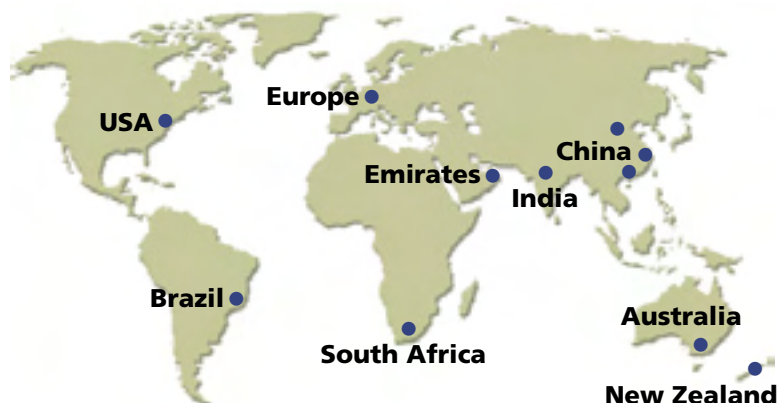 Europe
USA
China
Emirates
India
Brazil
Australia
South Africa
New Zealand